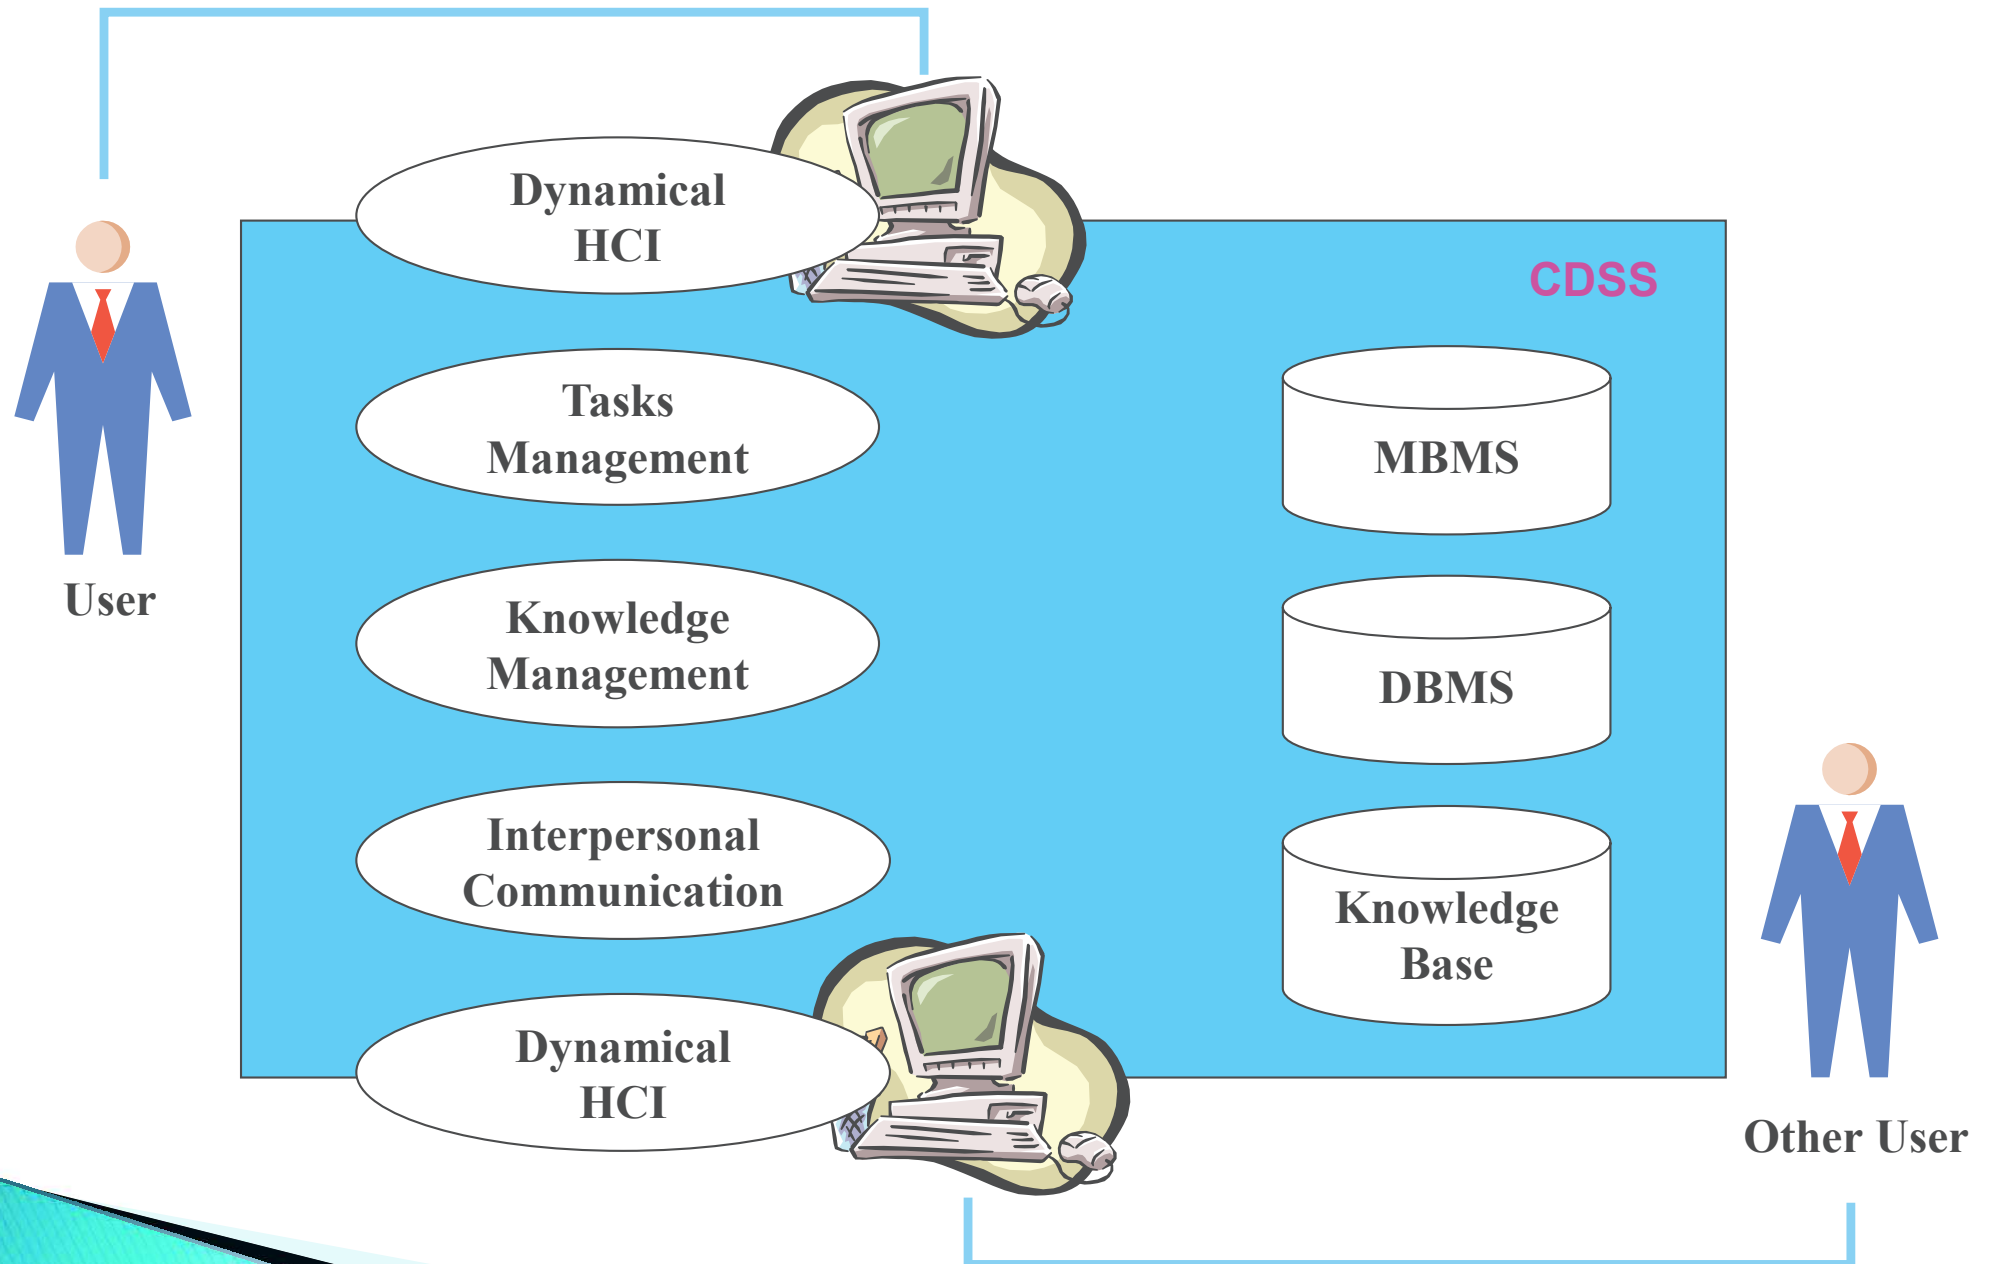 Dynamical
HCI
CDSS
Tasks
Management
MBMS
User
Knowledge
Management
DBMS
Interpersonal
Communication
Knowledge
Base
Dynamical
HCI
Other User